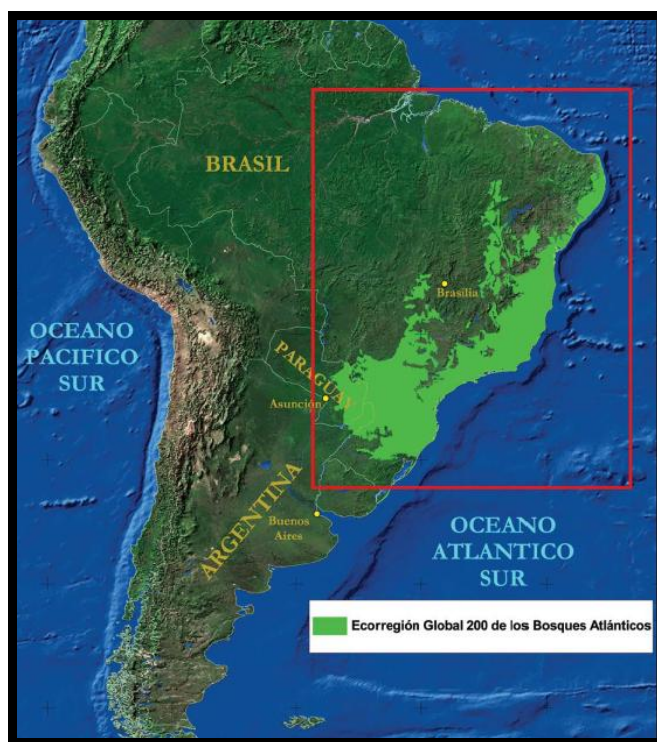 BRASIL
Brasília
OCEANO
PACIFICO
SUR
PARAGUAY
Asunción
ARGENTINA
Buenos
Aires
OCEANO
ATLANTICO
SUR
Ecorregión Global 200 de los Bosques Atlánticos